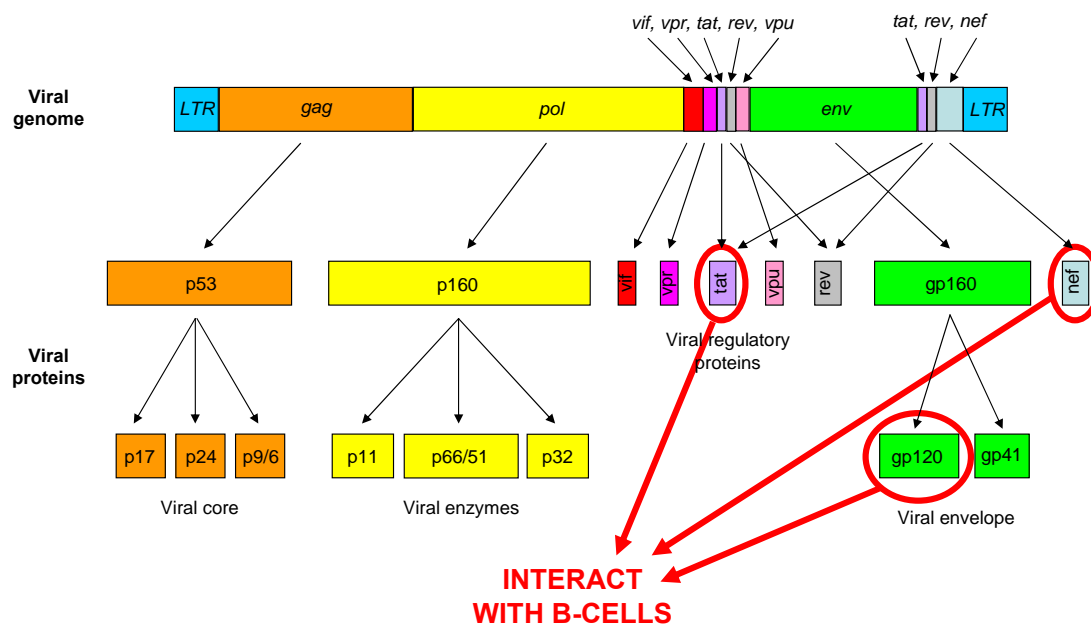 vif, vpr, tat, rev, vpu
tat, rev, nef
Viral
genome
LTR
gag
pol
env
LTR
p53
p160
vif
vpr
tat
vpu
rev
gp160
nef
Viral regulatory
proteins
Viral
proteins
p17
p24
p9/6
p11
p66/51
p32
gp120
gp41
Viral core
Viral enzymes
Viral envelope
INTERACT
WITH B-CELLS